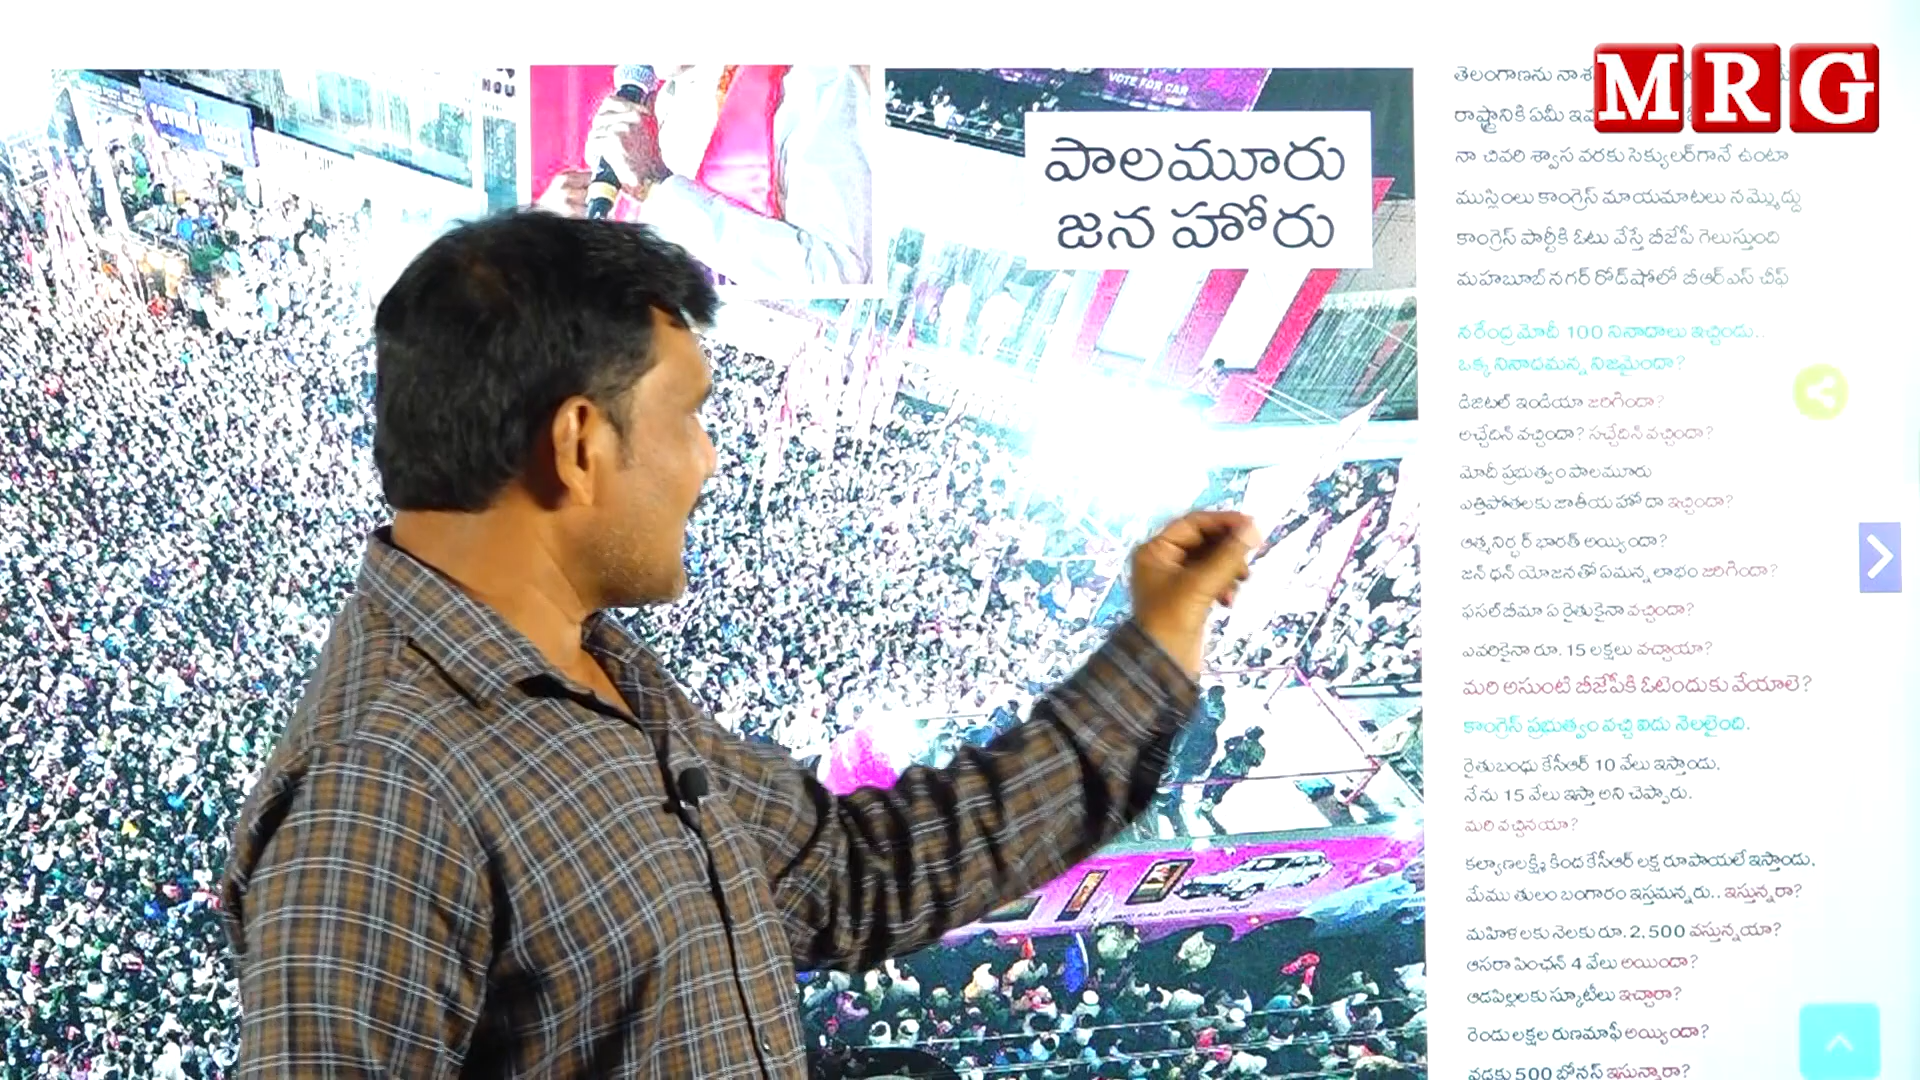 MRG
VOTE FOR CAR
పాలమూరు
జన హోరు
తెలంగాణను
రాష్ట్రానికి ఏమీ
నా చివరి శ్వాస వరకు సెక్యులర్‌గానే ఉంటా
ముస్లింలు కాంగ్రెస్ మాయమాటలు నమ్మొద్దు
కాంగ్రెస్ పార్టీకి ఓటు వేస్తే బీజేపీ గెలుస్తుంది
మహబూబ్ నగర్ రోడ్‌షోలో బీఆర్ఎస్ చీఫ్
నరేంద్ర మోదీ 100 నినాదాలు ఇచ్చిండు..
ఒక్క నినాదమన్న నిజమైందా?
డిజిటల్ ఇండియా జరిగిందా?
అచ్చేదిన్ వచ్చిందా? సచ్చేదిన్ వచ్చిందా?
మోదీ ప్రభుత్వం పాలమూరు
ఎత్తిపోతలకు జాతీయ హోదా ఇచ్చిందా?
ఆత్మనిర్భర్ భారత్ అయ్యిందా?
జన్ ధన్ యోజనతో ఏమన్న లాభం జరిగిందా?
ఫసల్ బీమా ఏ రైతుకైనా వచ్చిందా?
ఎవరికైనా రూ. 15 లక్షలు వచ్చాయా?
మరి అసుంటి బీజేపీకి ఓటెందుకు వేయాలె?
కాంగ్రెస్ ప్రభుత్వం వచ్చి ఐదు నెలలైంది.
రైతుబంధు కేసీఆర్ 10 వేలు ఇస్తాండు.
నేను 15 వేలు ఇస్తా అని చెప్పారు.
మరి వచ్చినయా?
కల్యాణలక్ష్మి కింద కేసీఆర్ లక్ష రూపాయలే ఇస్తాండు.
మేము తులం బంగారం ఇస్తమన్నరు.. ఇస్తున్నరా?
మహిళలకు నెలకు రూ. 2,500 వస్తున్నయా?
ఆసరా పింఛన్ 4 వేలు అయిందా?
ఆడపిల్లలకు స్కూటీలు ఇచ్చారా?
రెండు లక్షల రుణమాఫీ అయ్యిందా?
వడ్లకు 500 బోనస్ ఇస్తున్నారా?